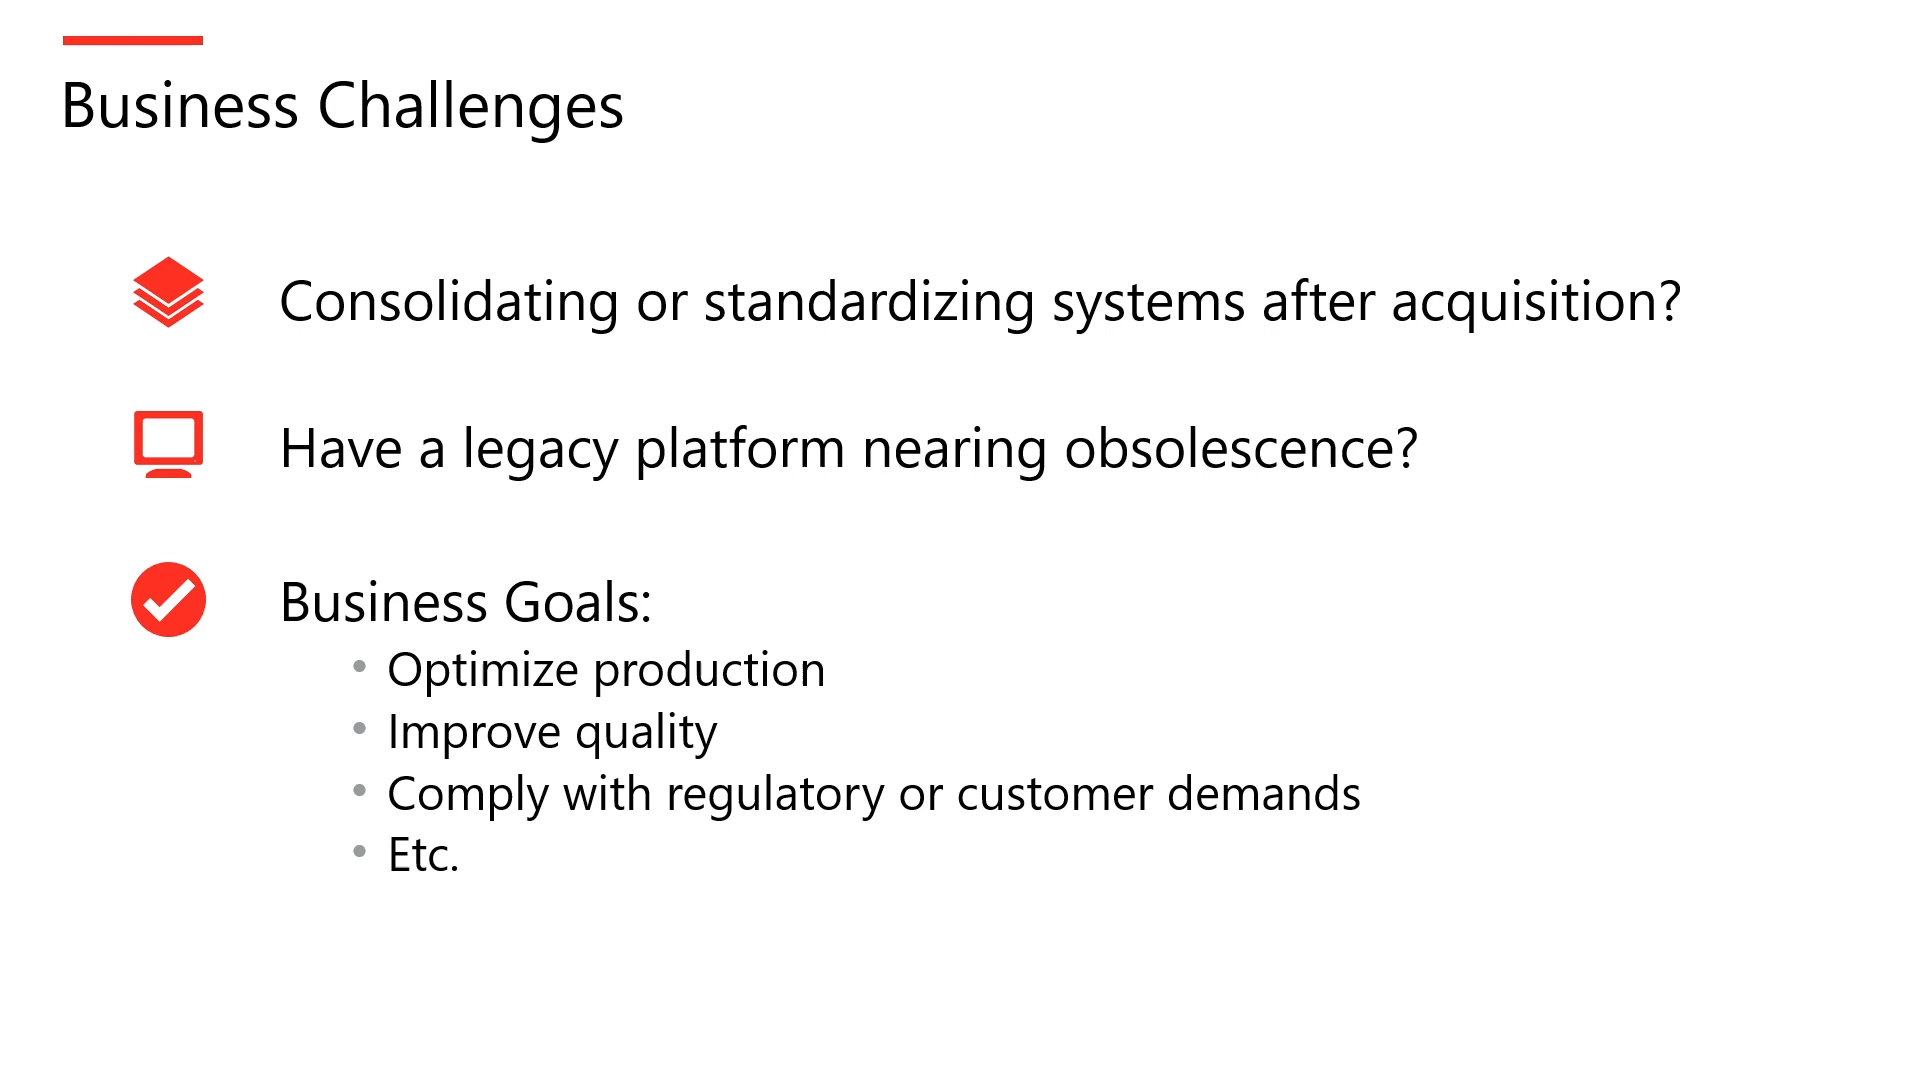 Business Challenges
Consolidating or standardizing systems after acquisition?
Have a legacy platform nearing obsolescence?
Business Goals:
• Optimize production
• Improve quality
• Comply with regulatory or customer demands
• Etc.